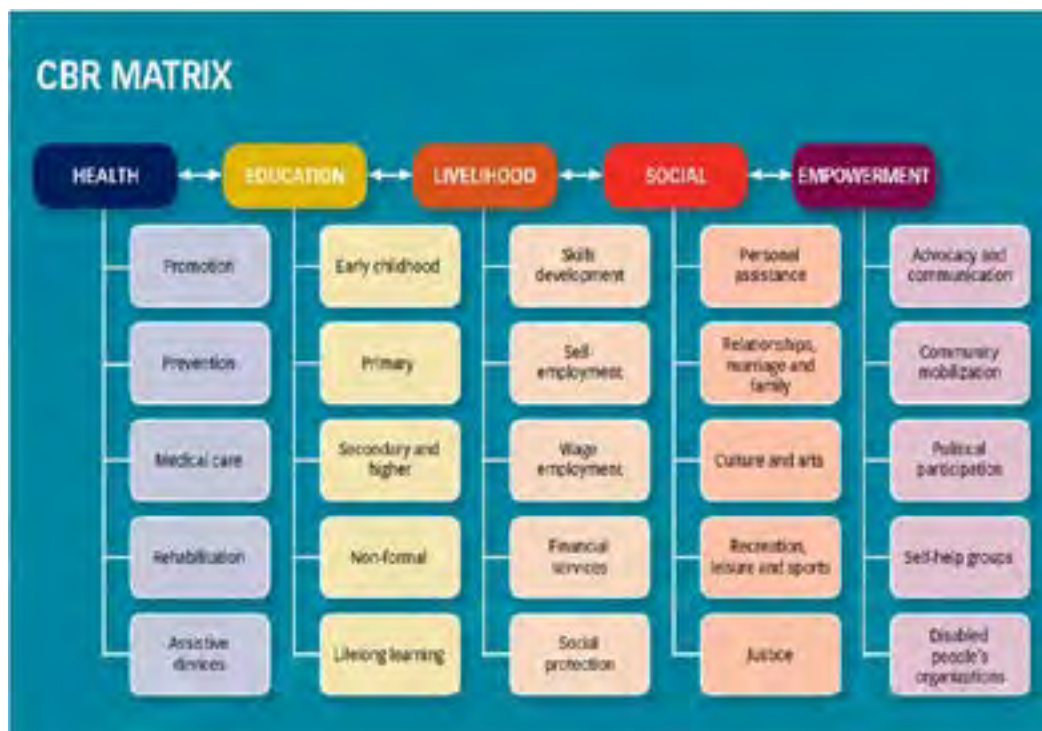 CBR MATRIX
HEALTH
EDUCATION
LIVELIHOOD
SOCIAL
EMPOWERMENT
Promotion
Prevention
Medical care
Rehabilitation
Assistive
devices
Early childhood
Primary
Secondary and
higher
Non-formal
Lifelong learning
Skills
development
Self-
employment
Wage
employment
Financial
services
Social
protection
Personal
assistance
Relationships,
marriage and
family
Culture and arts
Recreation,
leisure and sports
Justice
Advocacy and
communication
Community
mobilization
Political
participation
Self-help groups
Disabled
people's
organizations